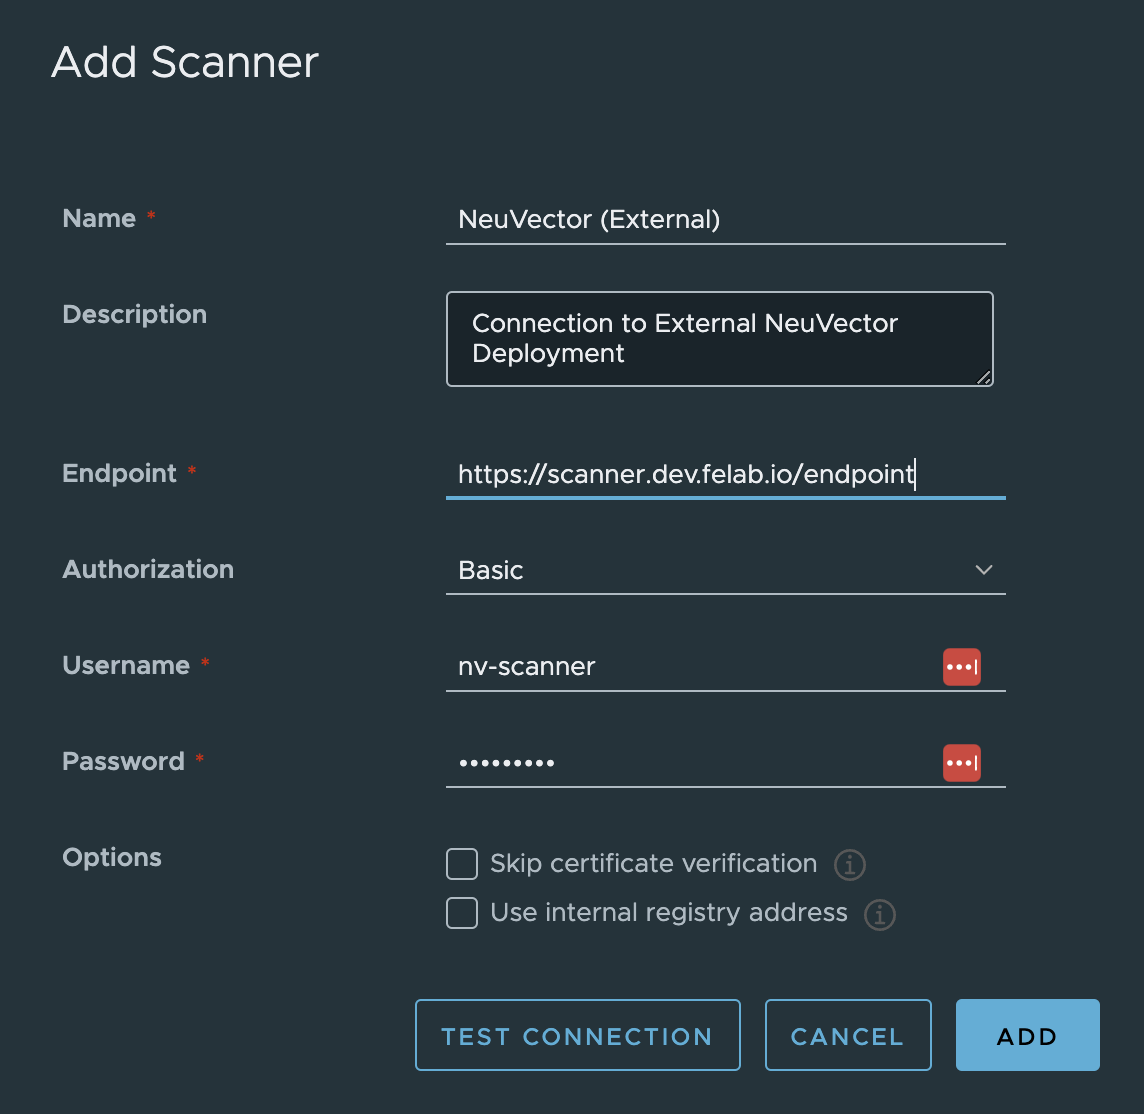 Add Scanner
Name *
NeuVector (External)
Description
Connection to External NeuVector
Deployment
Endpoint *
https://scanner.dev.felab.io/endpoint
Authorization
Basic
Username *
nv-scanner
Password *
•••••••••
Options
Skip certificate verification
Use internal registry address
TEST CONNECTION
CANCEL
ADD